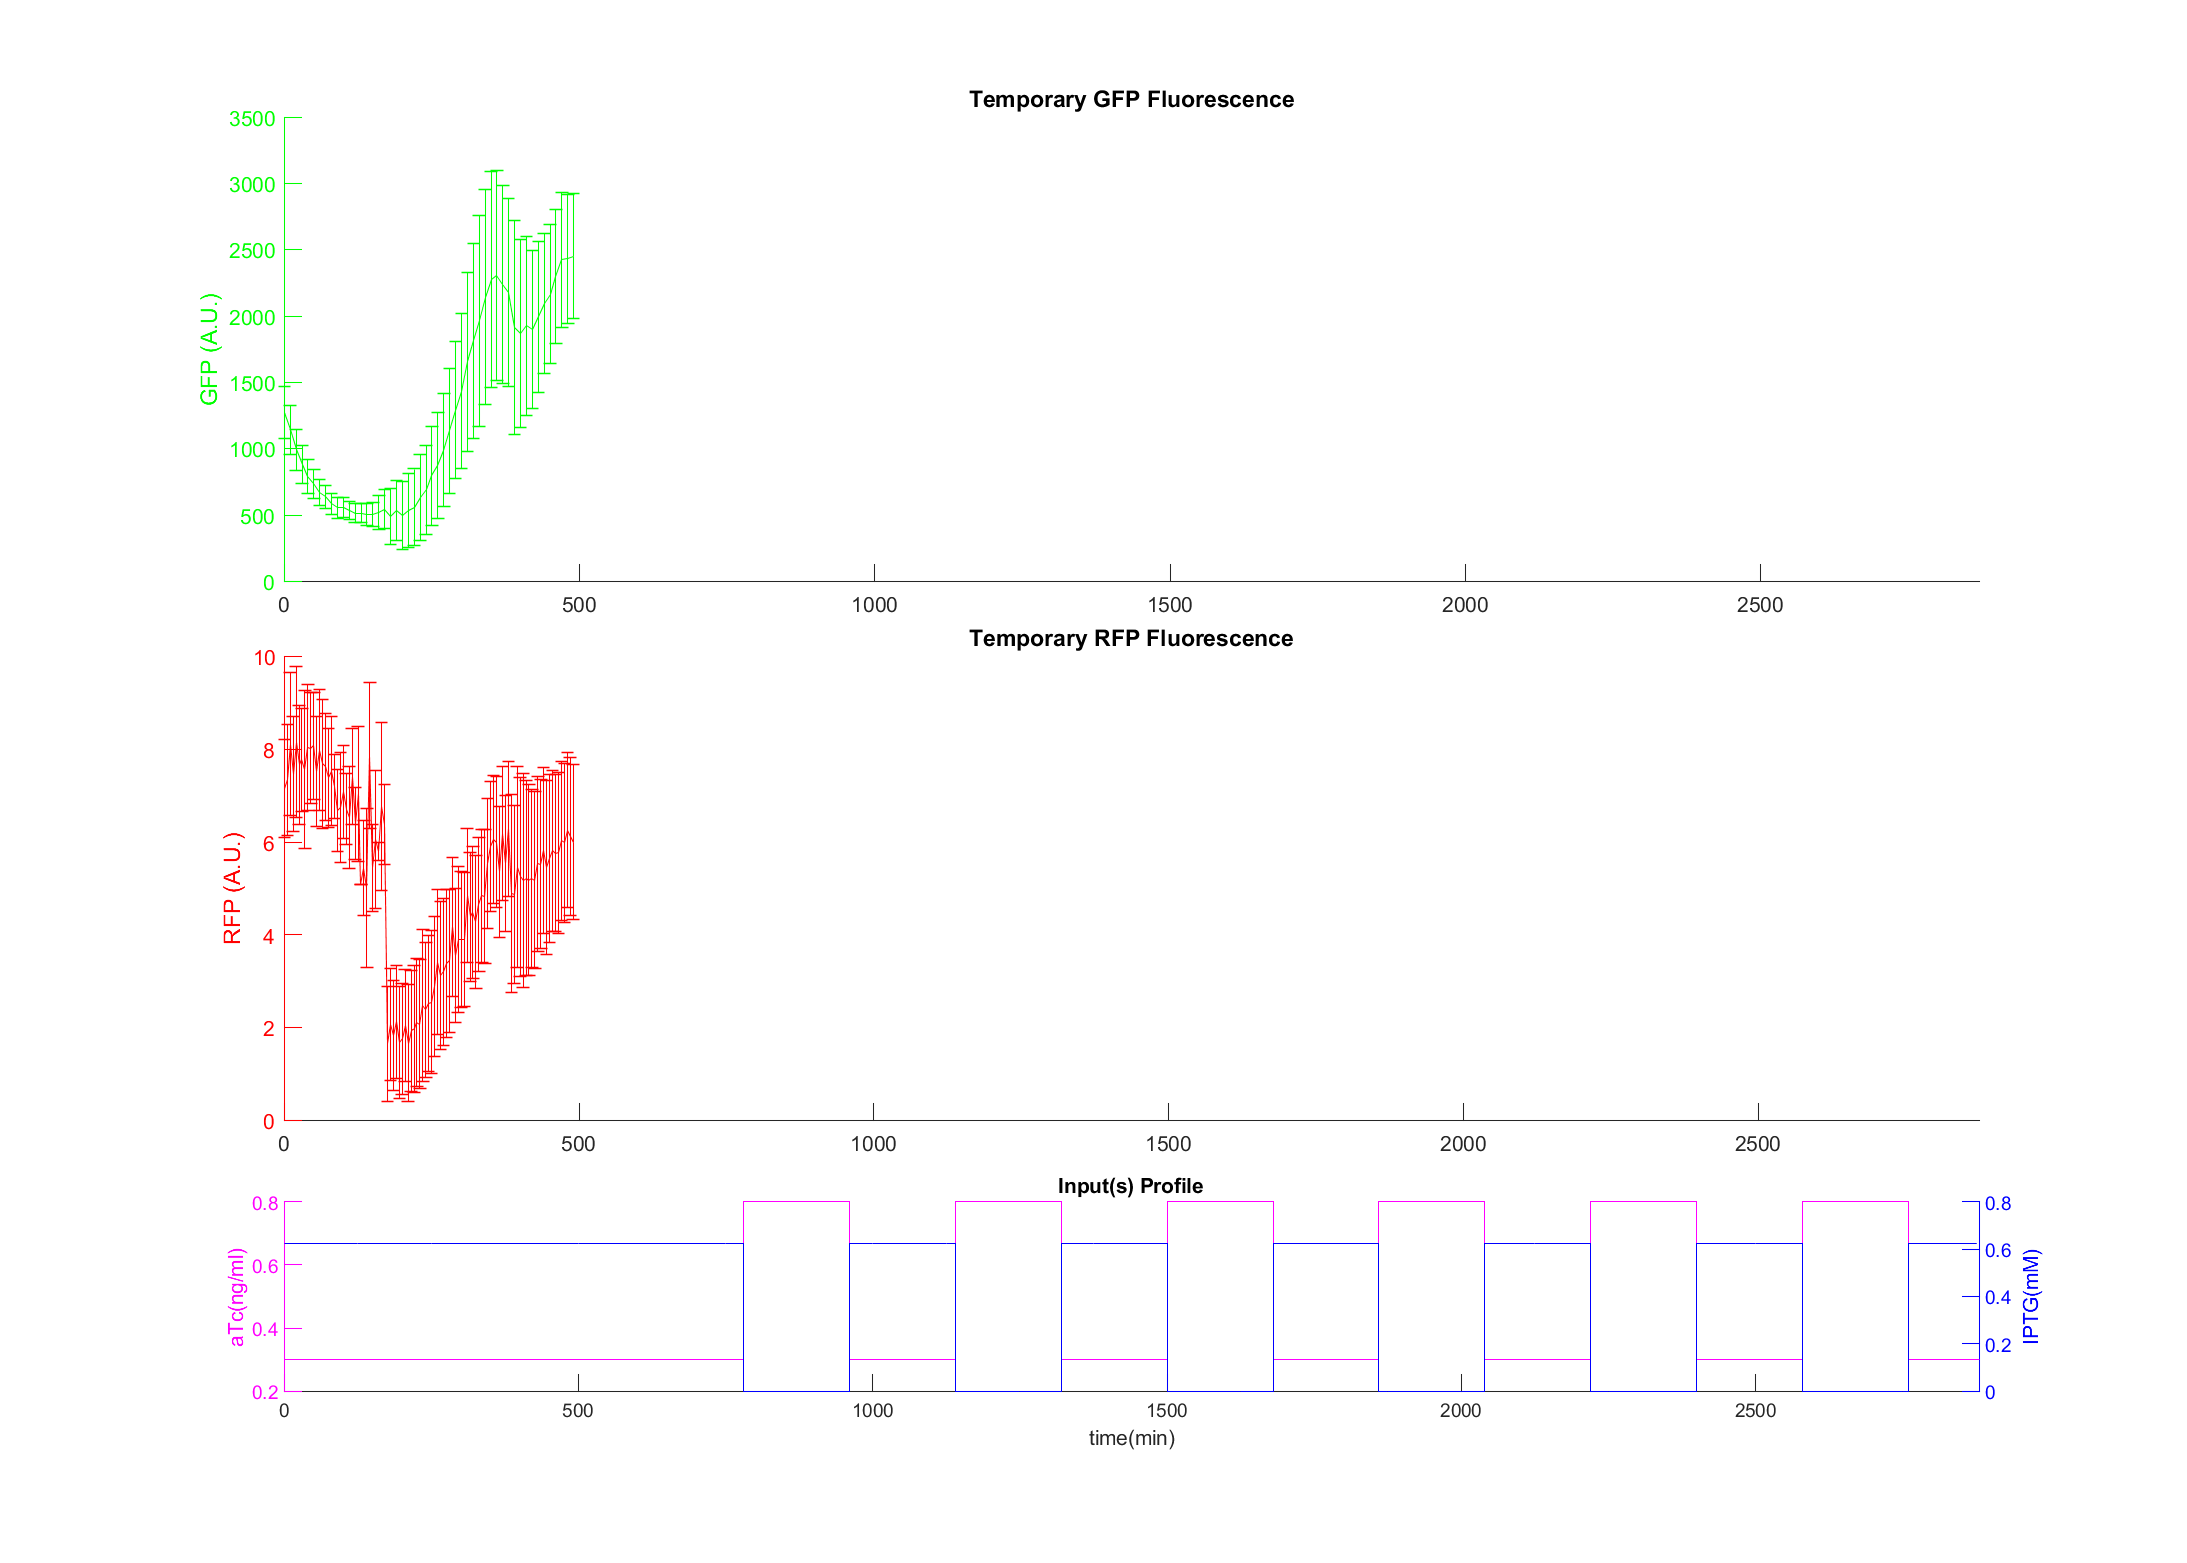 Temporary GFP Fluorescence
3500
3000
2500
2000
1500
1000
500
0
GFP (A.U.)
0 500 1000 1500 2000 2500
Temporary RFP Fluorescence
10
8
6
4
2
0
RFP (A.U.)
0 500 1000 1500 2000 2500
Input(s) Profile
0.8
0.6
0.4
0.2
aTc(ng/ml)
0.8
0.6
0.4
0.2
0
IPTG(mM)
0 500 1000 1500 2000 2500
time(min)